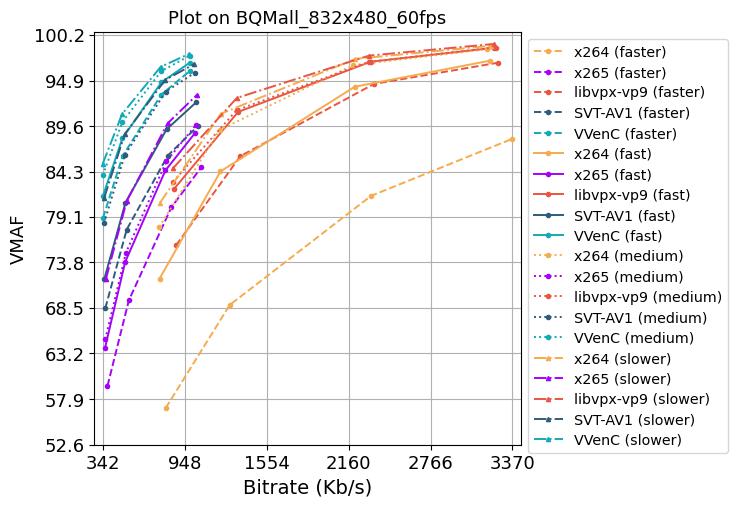 Plot on BQMall_832x480_60fps
100.2
94.9
89.6
84.3
79.1
73.8
68.5
63.2
57.9
52.6
VMAF
342 948 1554 2160 2766 3370
Bitrate (Kb/s)
x264 (faster)
x265 (faster)
libvpx-vp9 (faster)
SVT-AV1 (faster)
VVenC (faster)
x264 (fast)
x265 (fast)
libvpx-vp9 (fast)
SVT-AV1 (fast)
VVenC (fast)
x264 (medium)
x265 (medium)
libvpx-vp9 (medium)
SVT-AV1 (medium)
VVenC (medium)
x264 (slower)
x265 (slower)
libvpx-vp9 (slower)
SVT-AV1 (slower)
VVenC (slower)